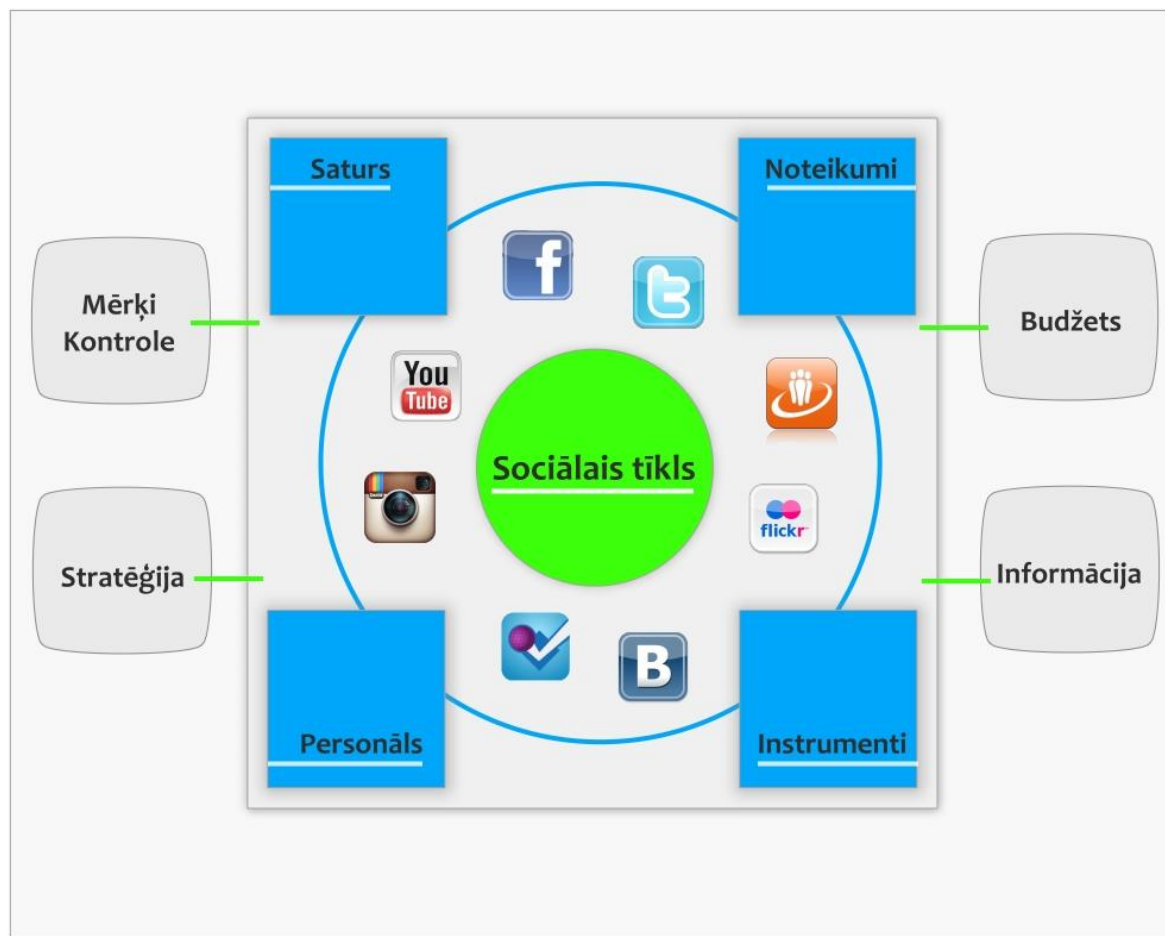 Saturs
Noteikumi
Mērķi
Kontrole
Budžets
You
Tube
Sociālais tīkls
flickr
Stratēģija
Informācija
B
Personāls
Instrumenti